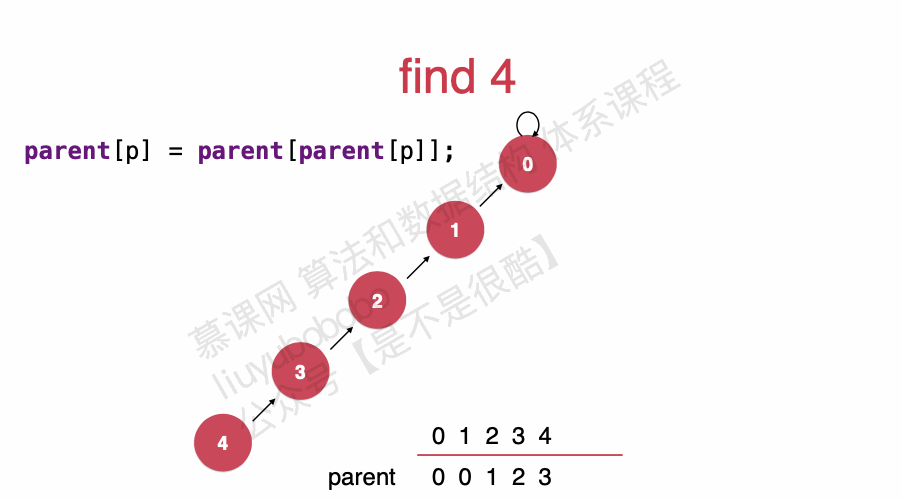 find 4
parent[p] = parent[parent[p]];
0
1
2
3
4
0 1 2 3 4
parent 0 0 1 2 3
慕课网 算法和数据结构 体系课程
liuyubobobo
公众号【是不是很酷】